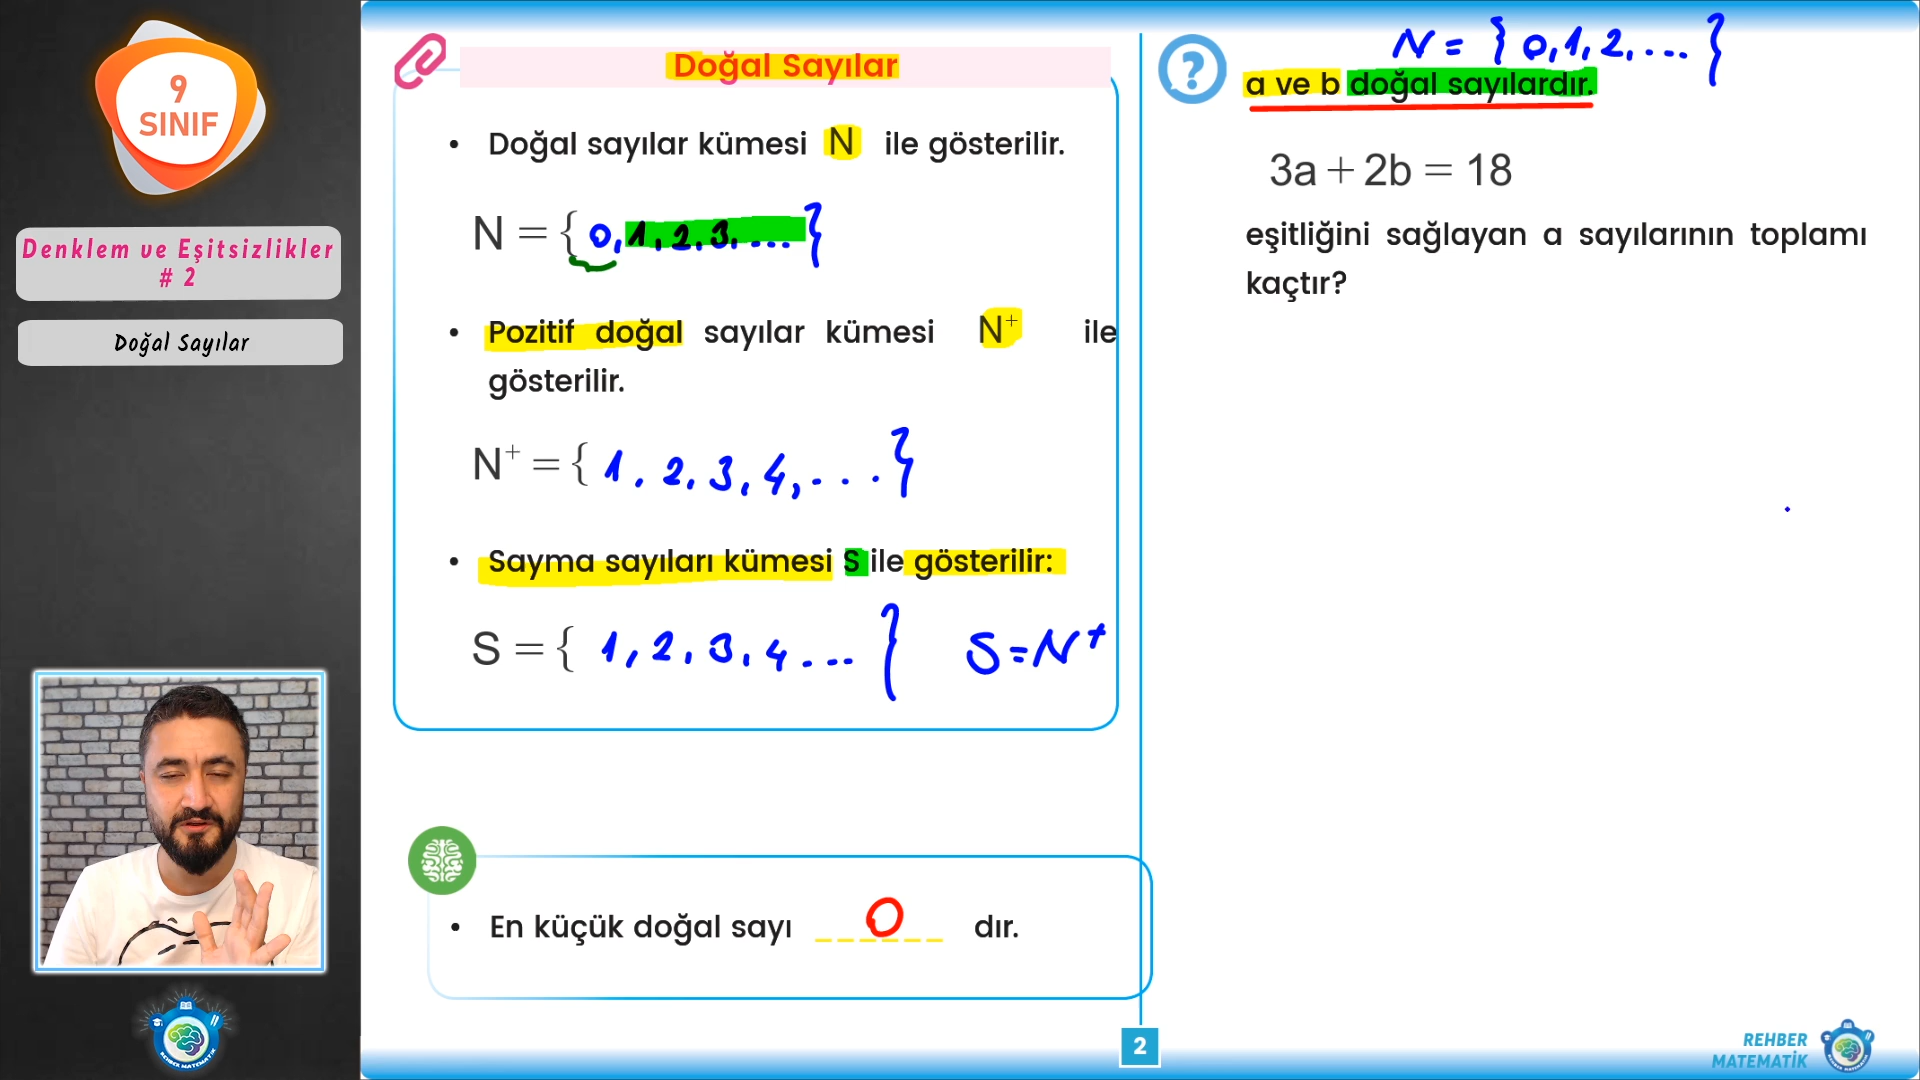 9
SINIF
Denklem ve Eşitsizlikler
# 2
Doğal Sayılar
Doğal Sayılar
• Doğal sayılar kümesi N ile gösterilir.
N = { 0, 1, 2, 3, ... }
• Pozitif doğal sayılar kümesi N⁺ ile
gösterilir.
N⁺ = { 1, 2, 3, 4, ... }
• Sayma sayıları kümesi S ile gösterilir:
S = { 1, 2, 3, 4 ... } S = N⁺
• En küçük doğal sayı 0 dır.
N = { 0, 1, 2, ... }
a ve b doğal sayılardır.
3a + 2b = 18
eşitliğini sağlayan a sayılarının toplamı
kaçtır?
2
REHBER
MATEMATİK
REHBER MATEMATİK